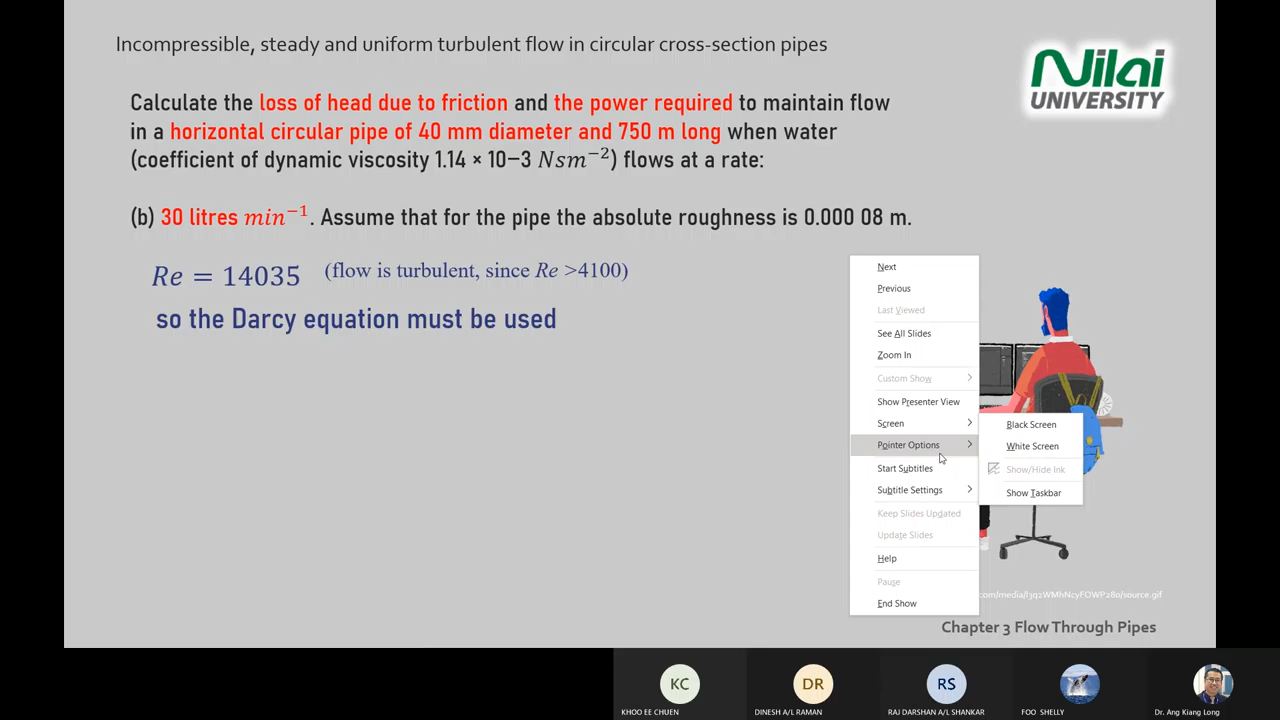 Incompressible, steady and uniform turbulent flow in circular cross-section pipes
Nilai
UNIVERSITY
Calculate the loss of head due to friction and the power required to maintain flow
in a horizontal circular pipe of 40 mm diameter and 750 m long when water
(coefficient of dynamic viscosity 1.14 × 10−3 Nsm⁻²) flows at a rate:
(b) 30 litres min⁻¹. Assume that for the pipe the absolute roughness is 0.000 08 m.
Re = 14035 (flow is turbulent, since Re >4100)
so the Darcy equation must be used
Next
Previous
Last Viewed
See All Slides
Zoom In
Custom Show
Show Presenter View
Screen
Pointer Options
Start Subtitles
Subtitle Settings
Keep Slides Updated
Update Slides
Help
Pause
End Show
Black Screen
White Screen
Show/Hide Ink
Show Taskbar
Chapter 3 Flow Through Pipes
KC
KHOO EE CHUEN
DR
DINESH A/L RAMAN
RS
RAJ DARSHAN A/L SHANKAR
FOO SHELLY
Dr. Ang Kiang Long